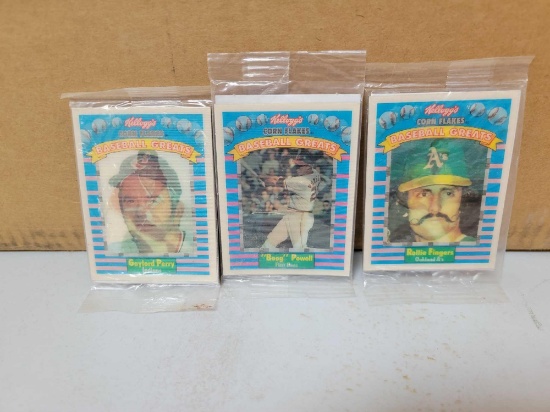 Kellogg's
CORN FLAKES
BASEBALL GREATS
Gaylord Perry
Kellogg's
CORN FLAKES
BASEBALL GREATS
"Boog" Powell
Kellogg's
CORN FLAKES
BASEBALL GREATS
A's
Rollie Fingers
Oakland A's